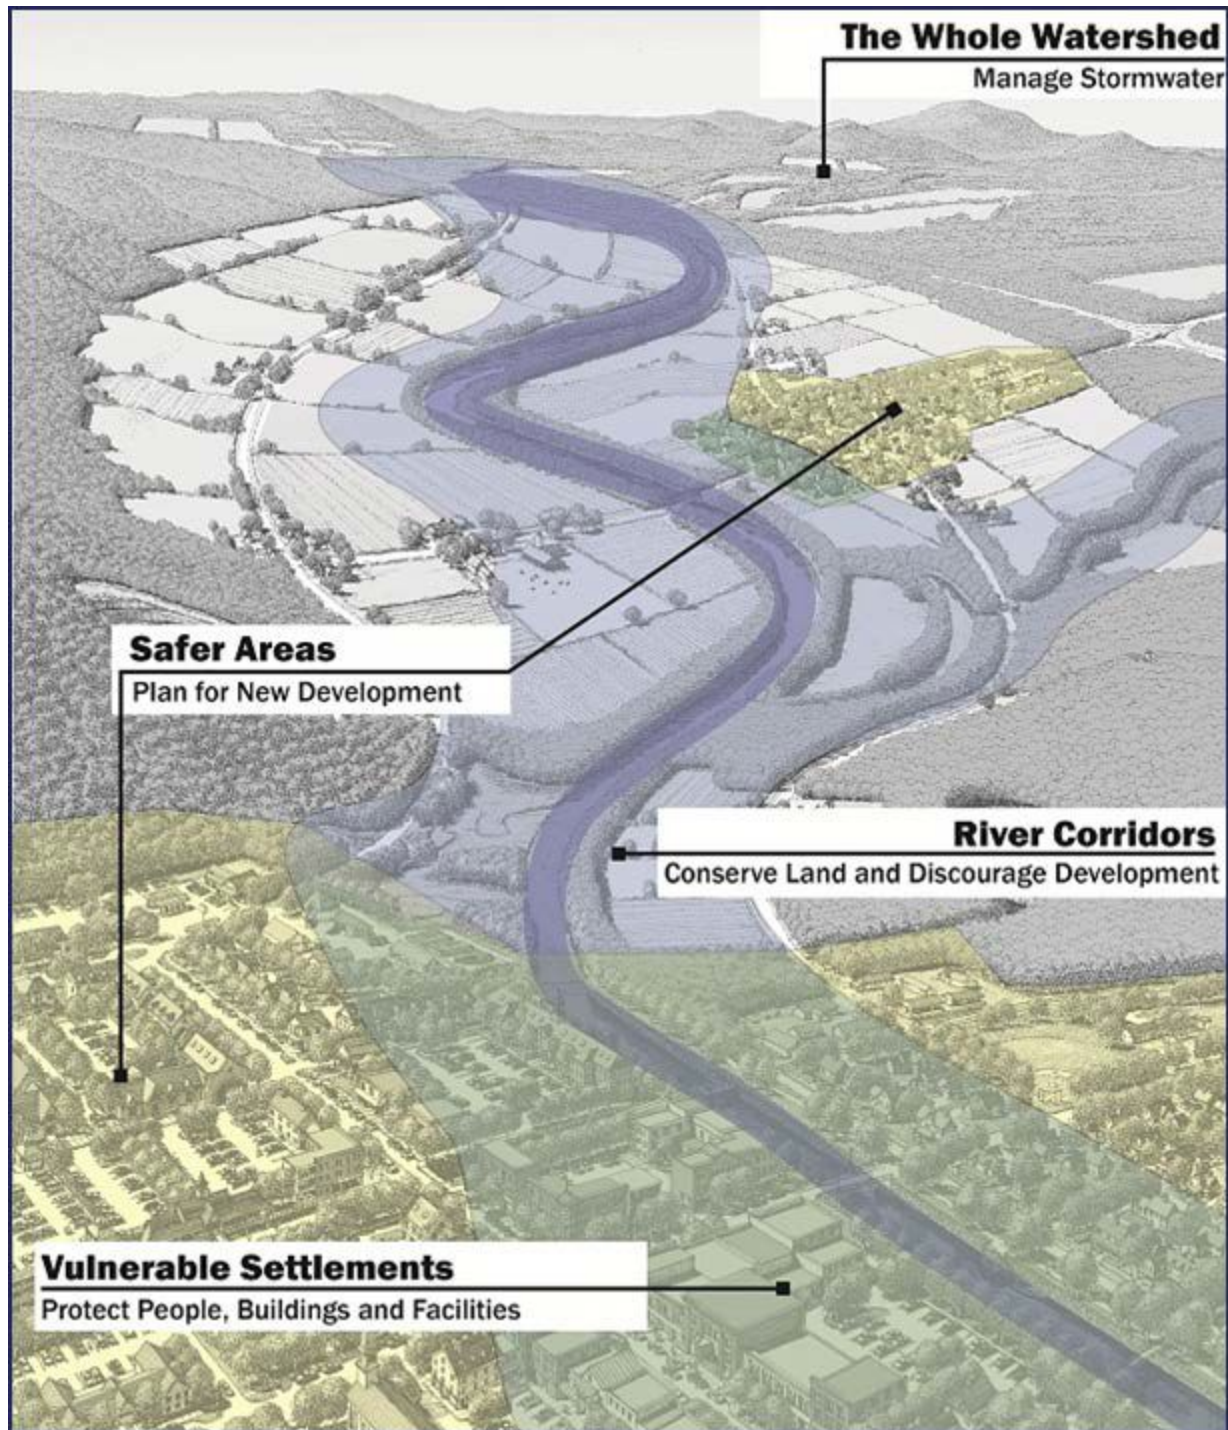 The Whole Watershed
Manage Stormwater
Safer Areas
Plan for New Development
River Corridors
Conserve Land and Discourage Development
Vulnerable Settlements
Protect People, Buildings and Facilities